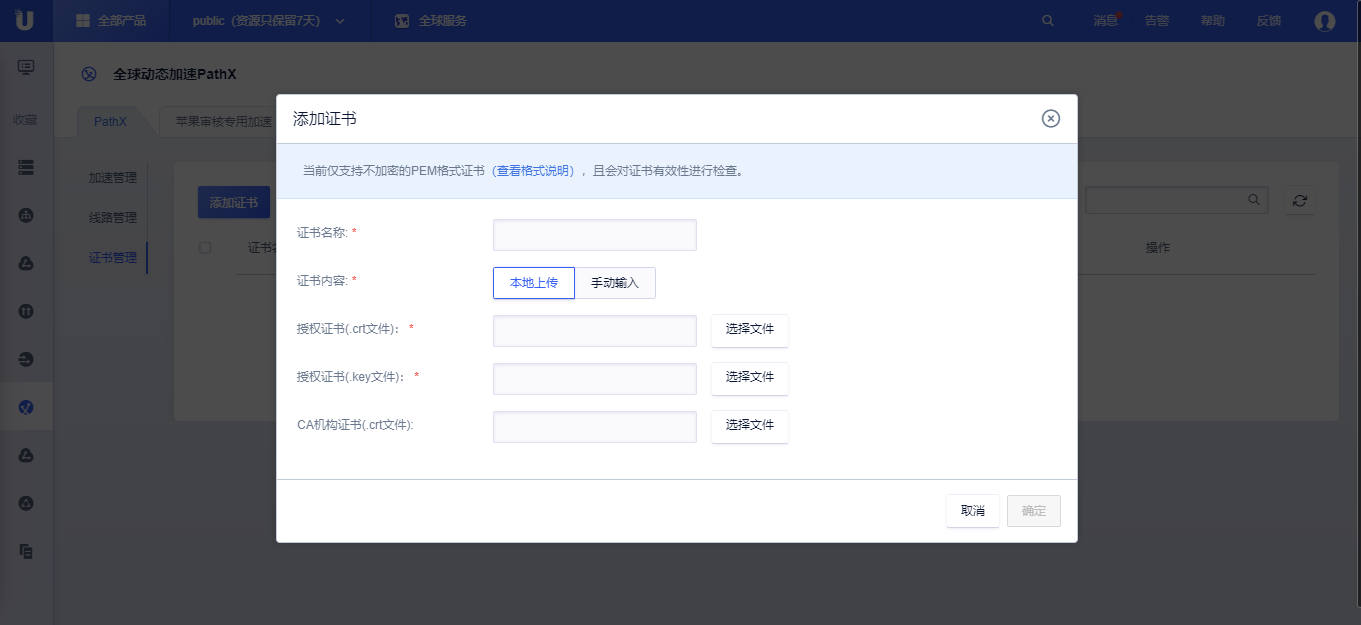 全部产品
public（资源只保留7天）
全球服务
消息
告警
帮助
反馈
全球动态加速PathX
收藏
PathX
苹果审核专用加速
加速管理
线路管理
证书管理
添加证书
证书名
操作
添加证书
当前仅支持不加密的PEM格式证书（查看格式说明），且会对证书有效性进行检查。
证书名称: *
证书内容: *
本地上传
手动输入
授权证书(.crt文件)： *
选择文件
授权证书(.key文件)： *
选择文件
CA机构证书(.crt文件):
选择文件
取消
确定